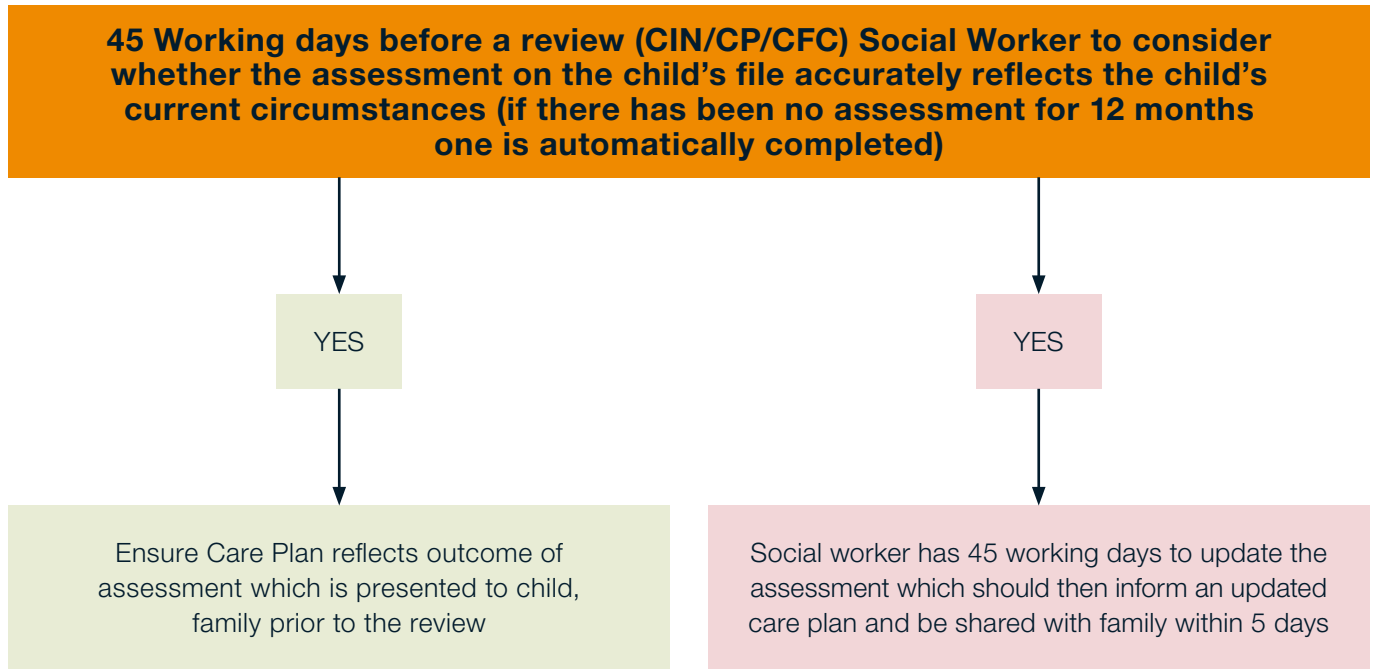 45 Working days before a review (CIN/CP/CFC) Social Worker to consider
whether the assessment on the child’s file accurately reflects the child’s
current circumstances (if there has been no assessment for 12 months
one is automatically completed)
YES
YES
Ensure Care Plan reflects outcome of
assessment which is presented to child,
family prior to the review
Social worker has 45 working days to update the
assessment which should then inform an updated
care plan and be shared with family within 5 days